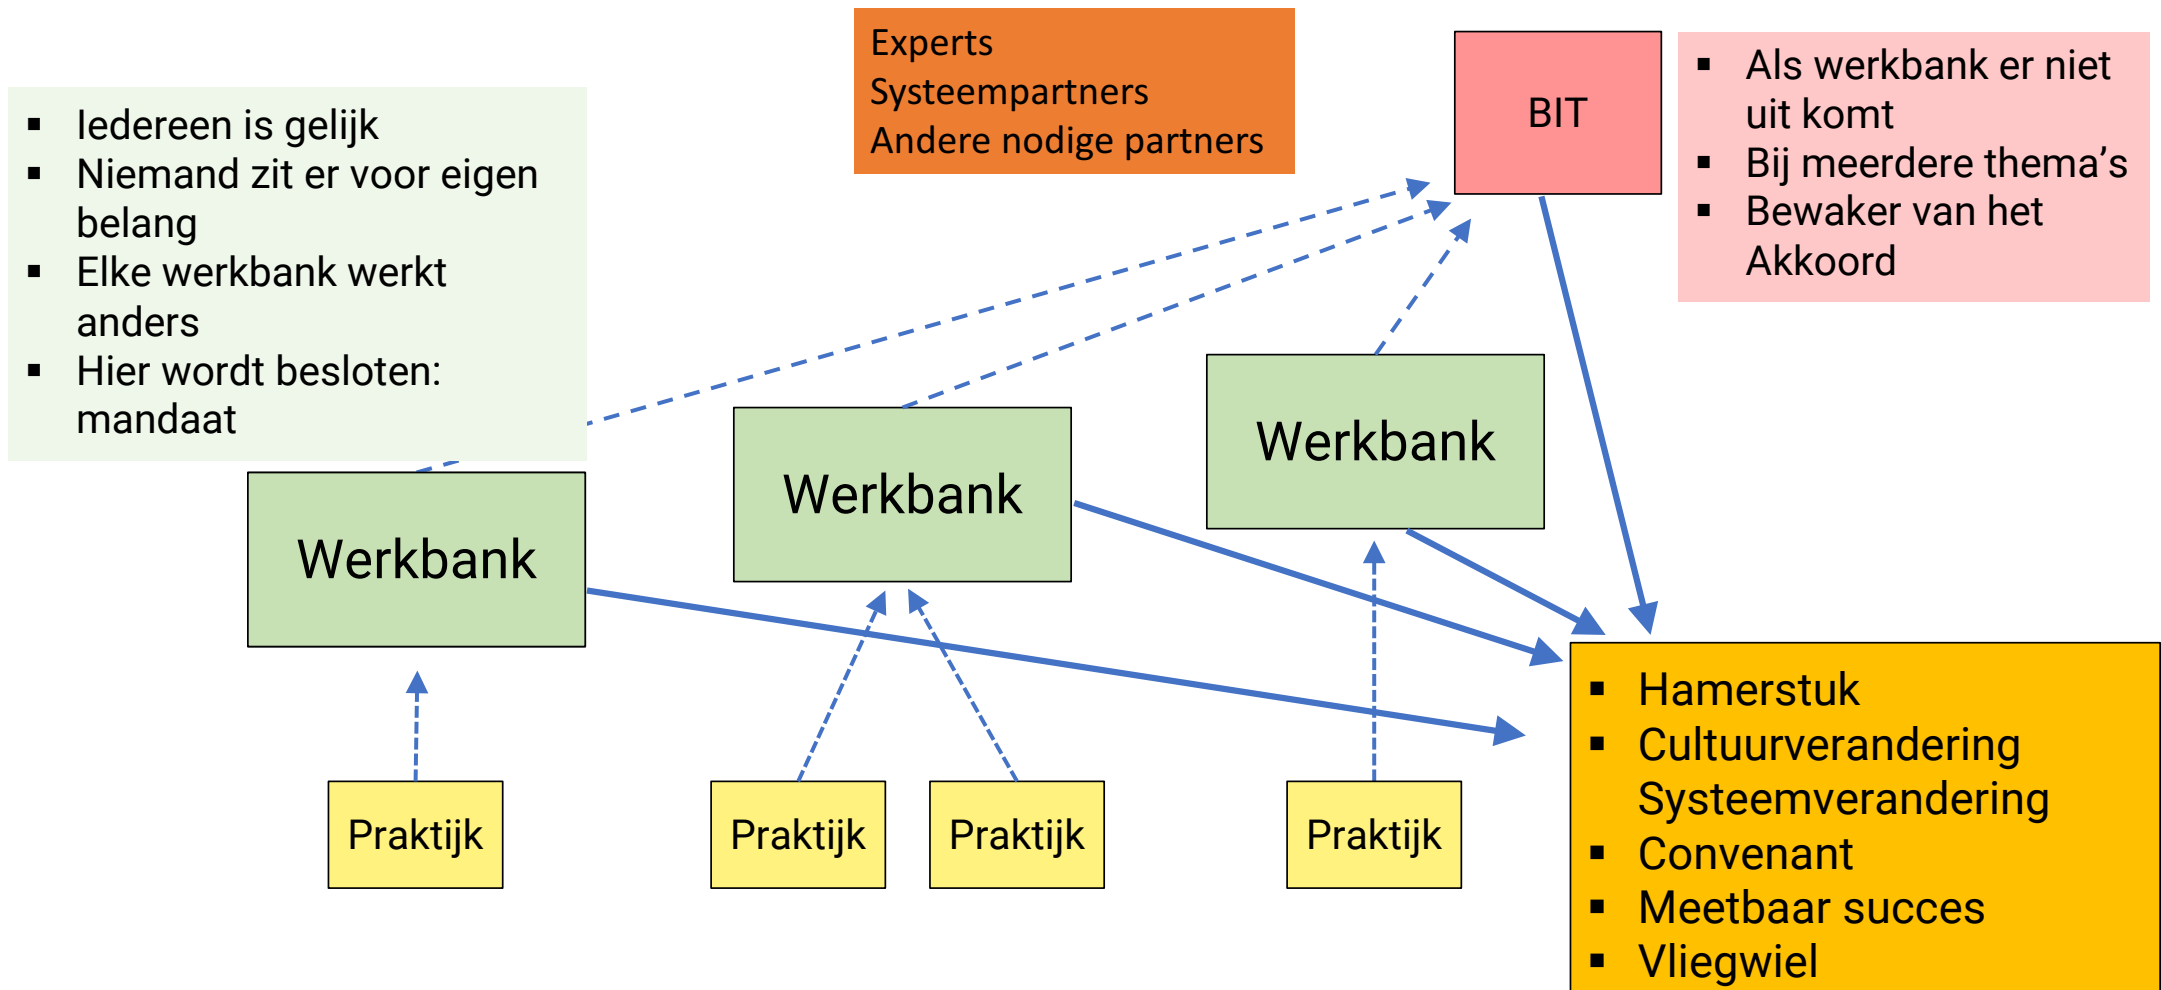 Experts
Systeempartners
Andere nodige partners
▪ Iedereen is gelijk
▪ Niemand zit er voor eigen
belang
▪ Elke werkbank werkt
anders
▪ Hier wordt besloten:
mandaat
BIT
▪ Als werkbank er niet
uit komt
▪ Bij meerdere thema’s
▪ Bewaker van het
Akkoord
Werkbank
Werkbank
Werkbank
Praktijk
Praktijk
Praktijk
Praktijk
▪ Hamerstuk
▪ Cultuurverandering
Systeemverandering
▪ Convenant
▪ Meetbaar succes
▪ Vliegwiel